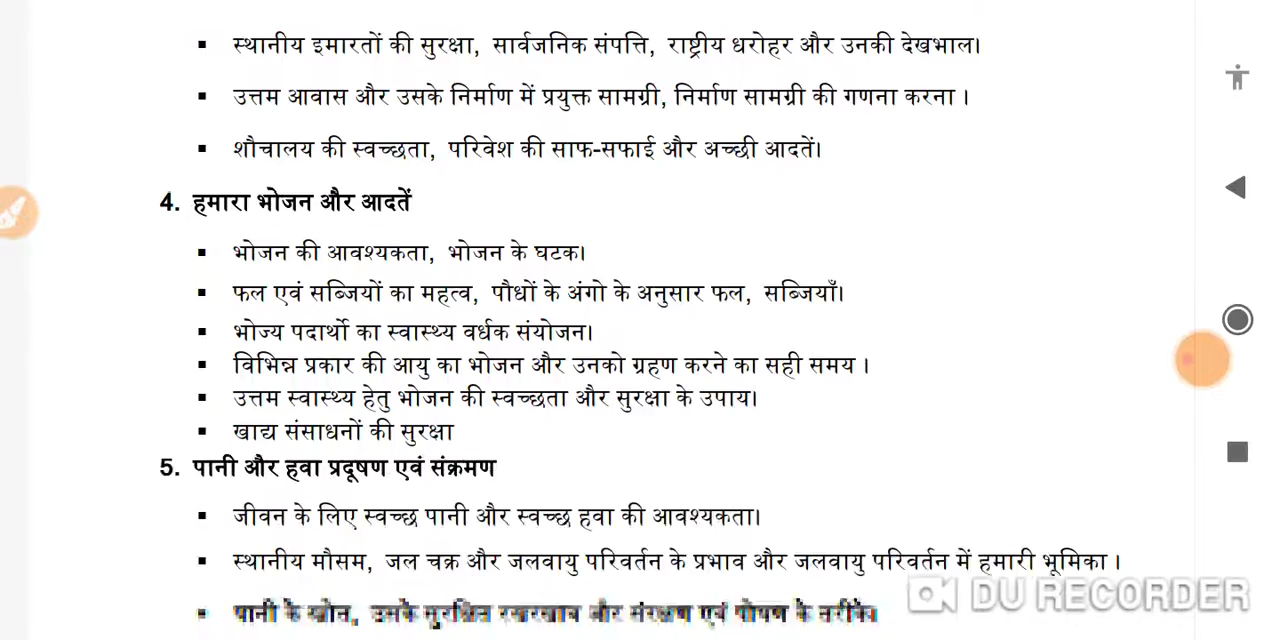 ▪ स्थानीय इमारतों की सुरक्षा, सार्वजनिक संपत्ति, राष्ट्रीय धरोहर और उनकी देखभाल।
▪ उत्तम आवास और उसके निर्माण में प्रयुक्त सामग्री, निर्माण सामग्री की गणना करना ।
▪ शौचालय की स्वच्छता, परिवेश की साफ-सफाई और अच्छी आदतें।
4. हमारा भोजन और आदतें
▪ भोजन की आवश्यकता, भोजन के घटक।
▪ फल एवं सब्जियों का महत्व, पौधों के अंगो के अनुसार फल, सब्जियाँ।
▪ भोज्य पदार्थो का स्वास्थ्य वर्धक संयोजन।
▪ विभिन्न प्रकार की आयु का भोजन और उनको ग्रहण करने का सही समय ।
▪ उत्तम स्वास्थ्य हेतु भोजन की स्वच्छता और सुरक्षा के उपाय।
▪ खाद्य संसाधनों की सुरक्षा
5. पानी और हवा प्रदूषण एवं संक्रमण
▪ जीवन के लिए स्वच्छ पानी और स्वच्छ हवा की आवश्यकता।
▪ स्थानीय मौसम, जल चक्र और जलवायु परिवर्तन के प्रभाव और जलवायु परिवर्तन में हमारी भूमिका ।
▪ पानी के स्रोत, उसके सुरक्षित रखरखाव और संरक्षण एवं पोषण के तरीके।
DU RECORDER